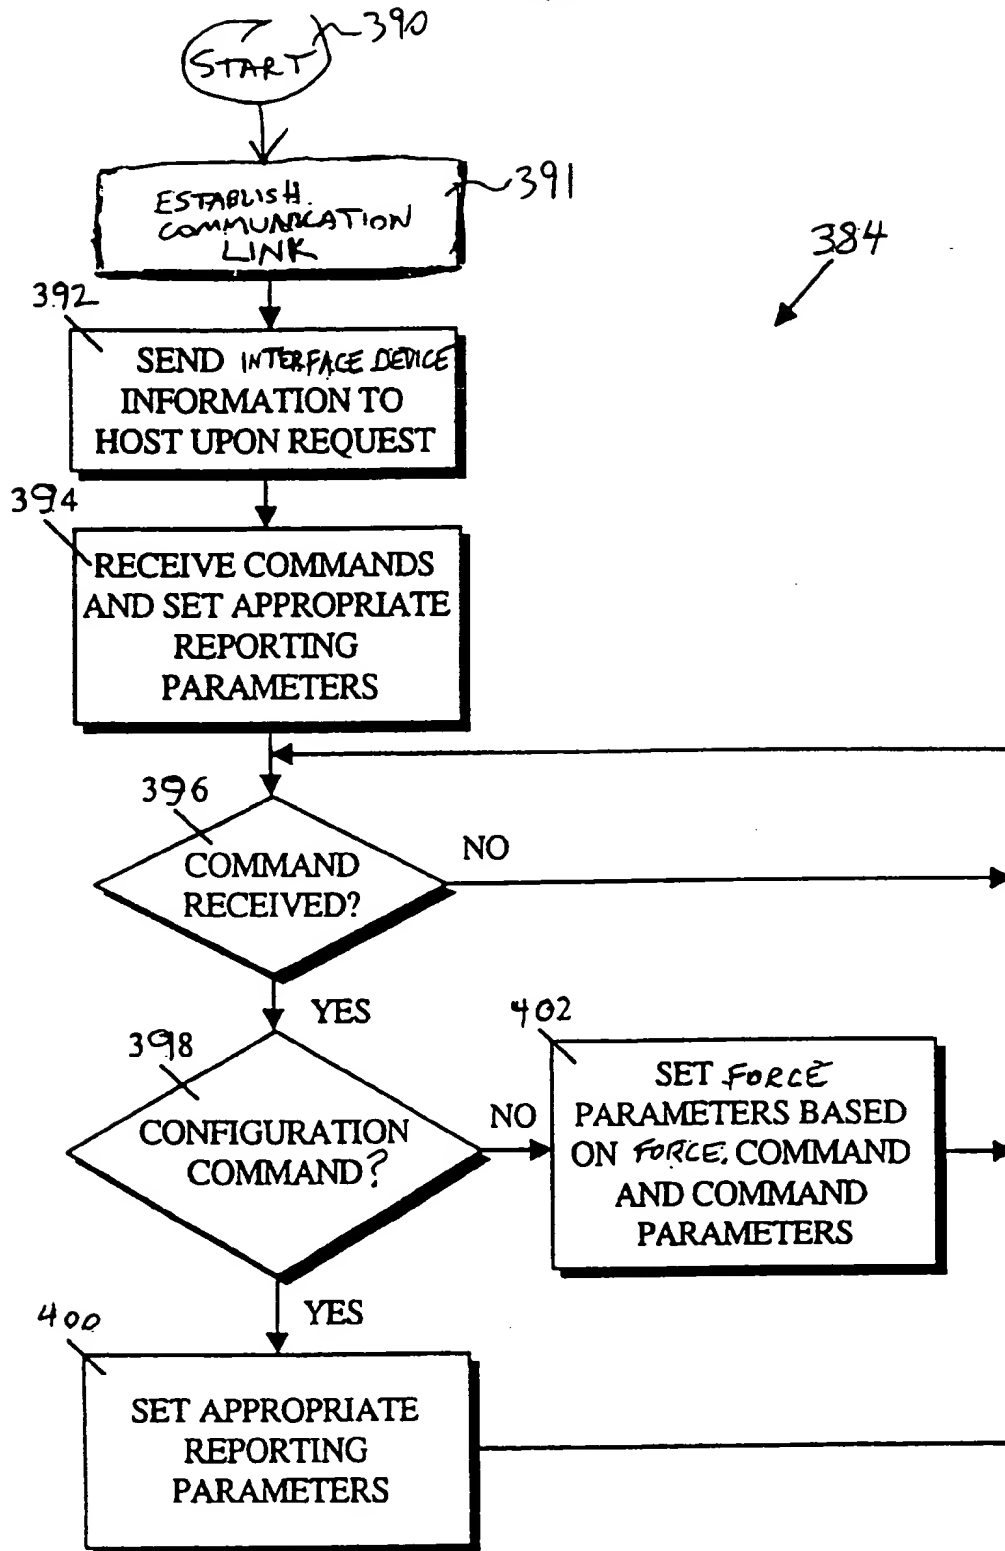 390
START
391
ESTABLISH.
COMMUNICATION
LINK
384
392
SEND INTERFACE DEVICE
INFORMATION TO
HOST UPON REQUEST
394
RECEIVE COMMANDS
AND SET APPROPRIATE
REPORTING
PARAMETERS
396
COMMAND
RECEIVED?
NO
YES
398
CONFIGURATION
COMMAND?
NO
402
SET FORCE
PARAMETERS BASED
ON FORCE. COMMAND
AND COMMAND
PARAMETERS
YES
400
SET APPROPRIATE
REPORTING
PARAMETERS